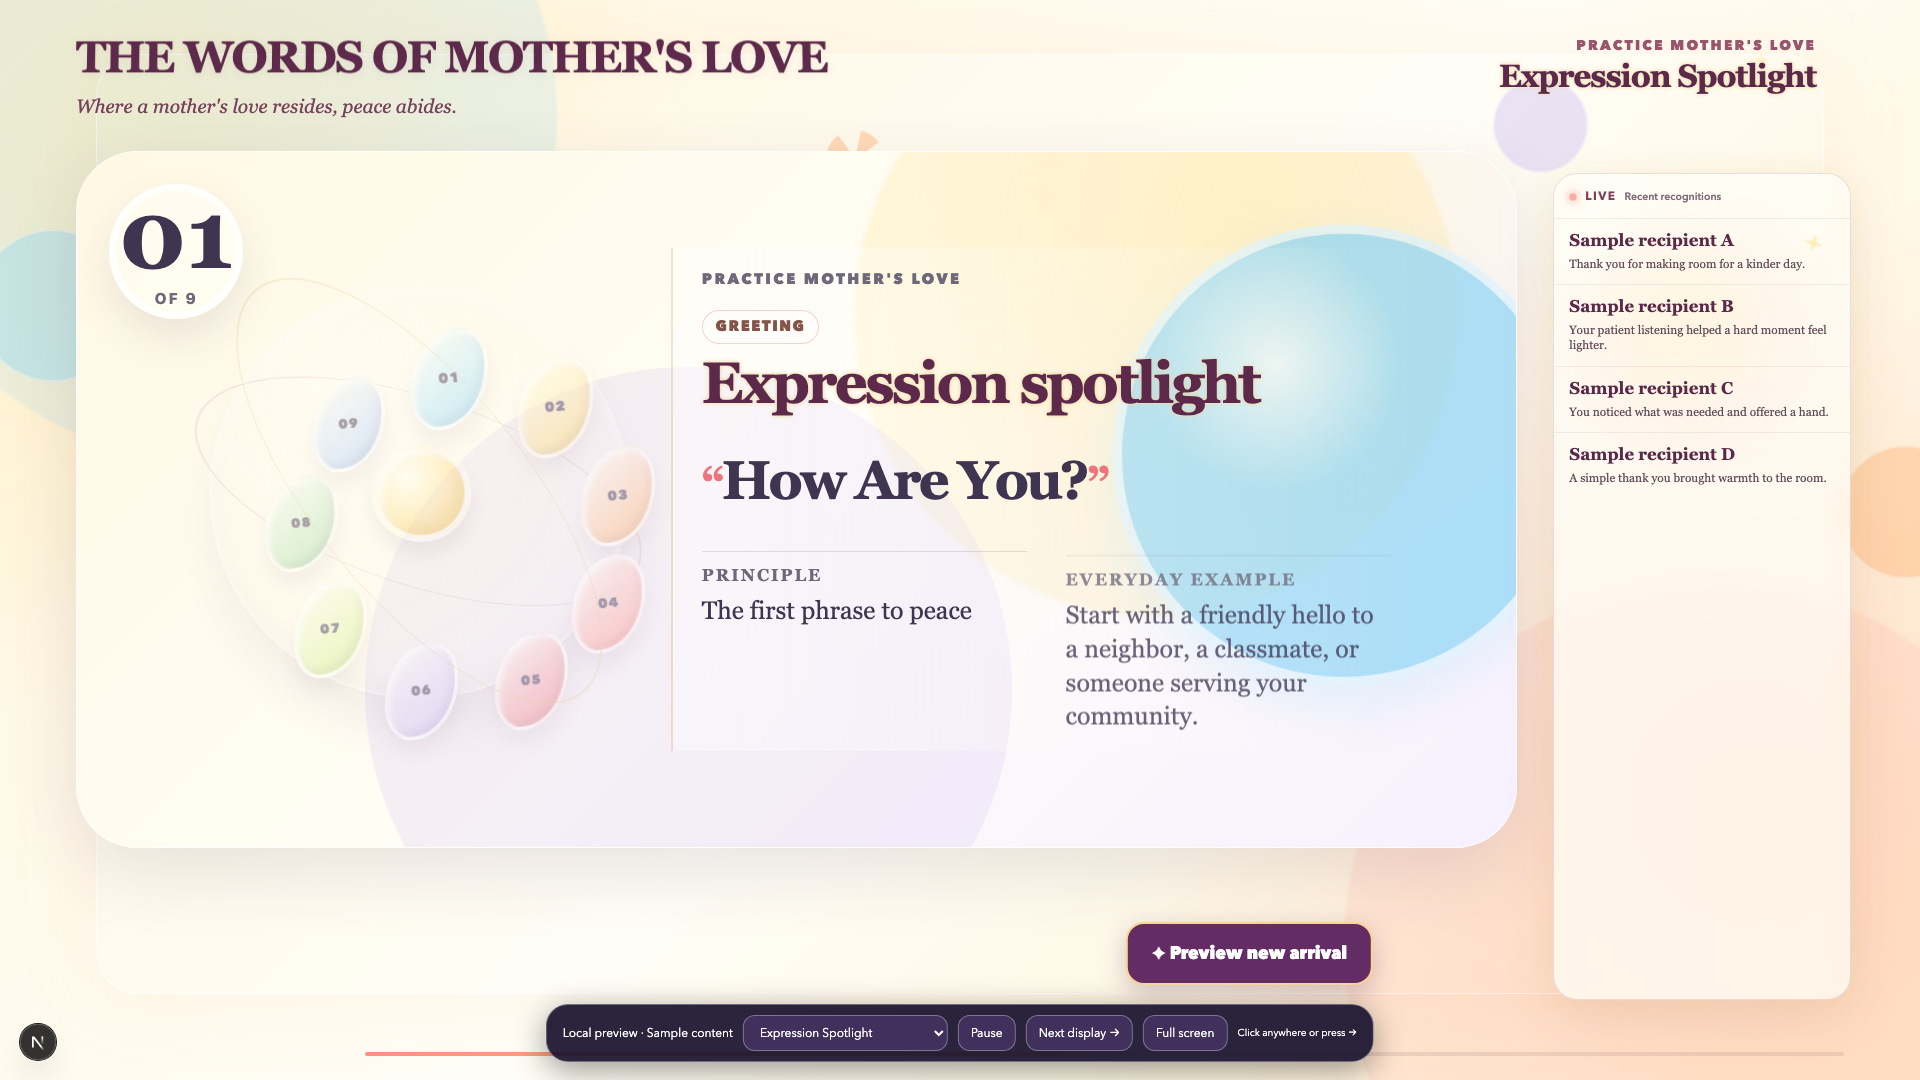 THE WORDS OF MOTHER'S LOVE
Where a mother's love resides, peace abides.
PRACTICE MOTHER'S LOVE
Expression Spotlight
01
OF 9
01
02
03
04
05
06
07
08
09
PRACTICE MOTHER'S LOVE
GREETING
Expression spotlight
“How Are You?”
PRINCIPLE
The first phrase to peace
EVERYDAY EXAMPLE
Start with a friendly hello to
a neighbor, a classmate, or
someone serving your
community.
LIVE Recent recognitions
Sample recipient A
Thank you for making room for a kinder day.
Sample recipient B
Your patient listening helped a hard moment feel
lighter.
Sample recipient C
You noticed what was needed and offered a hand.
Sample recipient D
A simple thank you brought warmth to the room.
✦ Preview new arrival
Local preview · Sample content Expression Spotlight Pause Next display → Full screen Click anywhere or press →
N